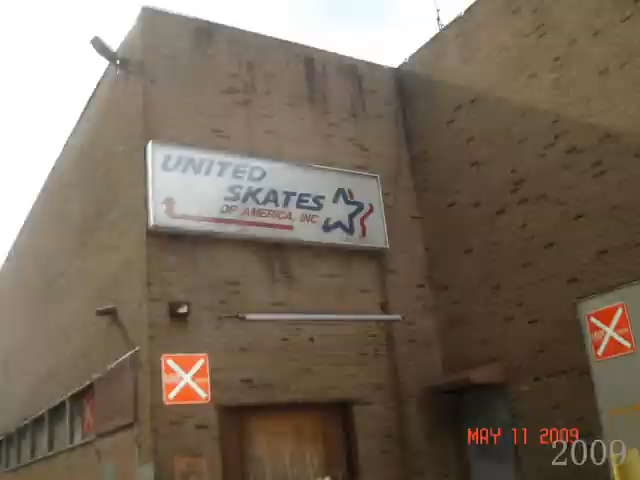 UNITED
SKATES
OF AMERICA, INC
MAY 11 2009
2009